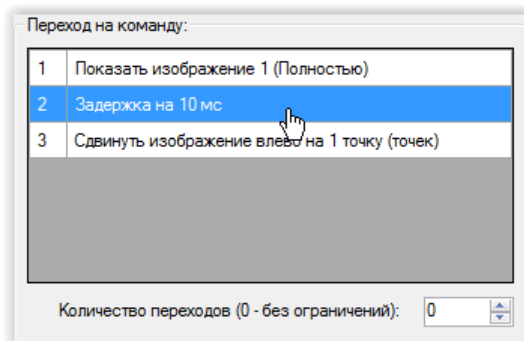 Переход на команду:
1 Показать изображение 1 (Полностью)
2 Задержка на 10 мс
3 Сдвинуть изображение влево на 1 точку (точек)
Количество переходов (0 - без ограничений): 0